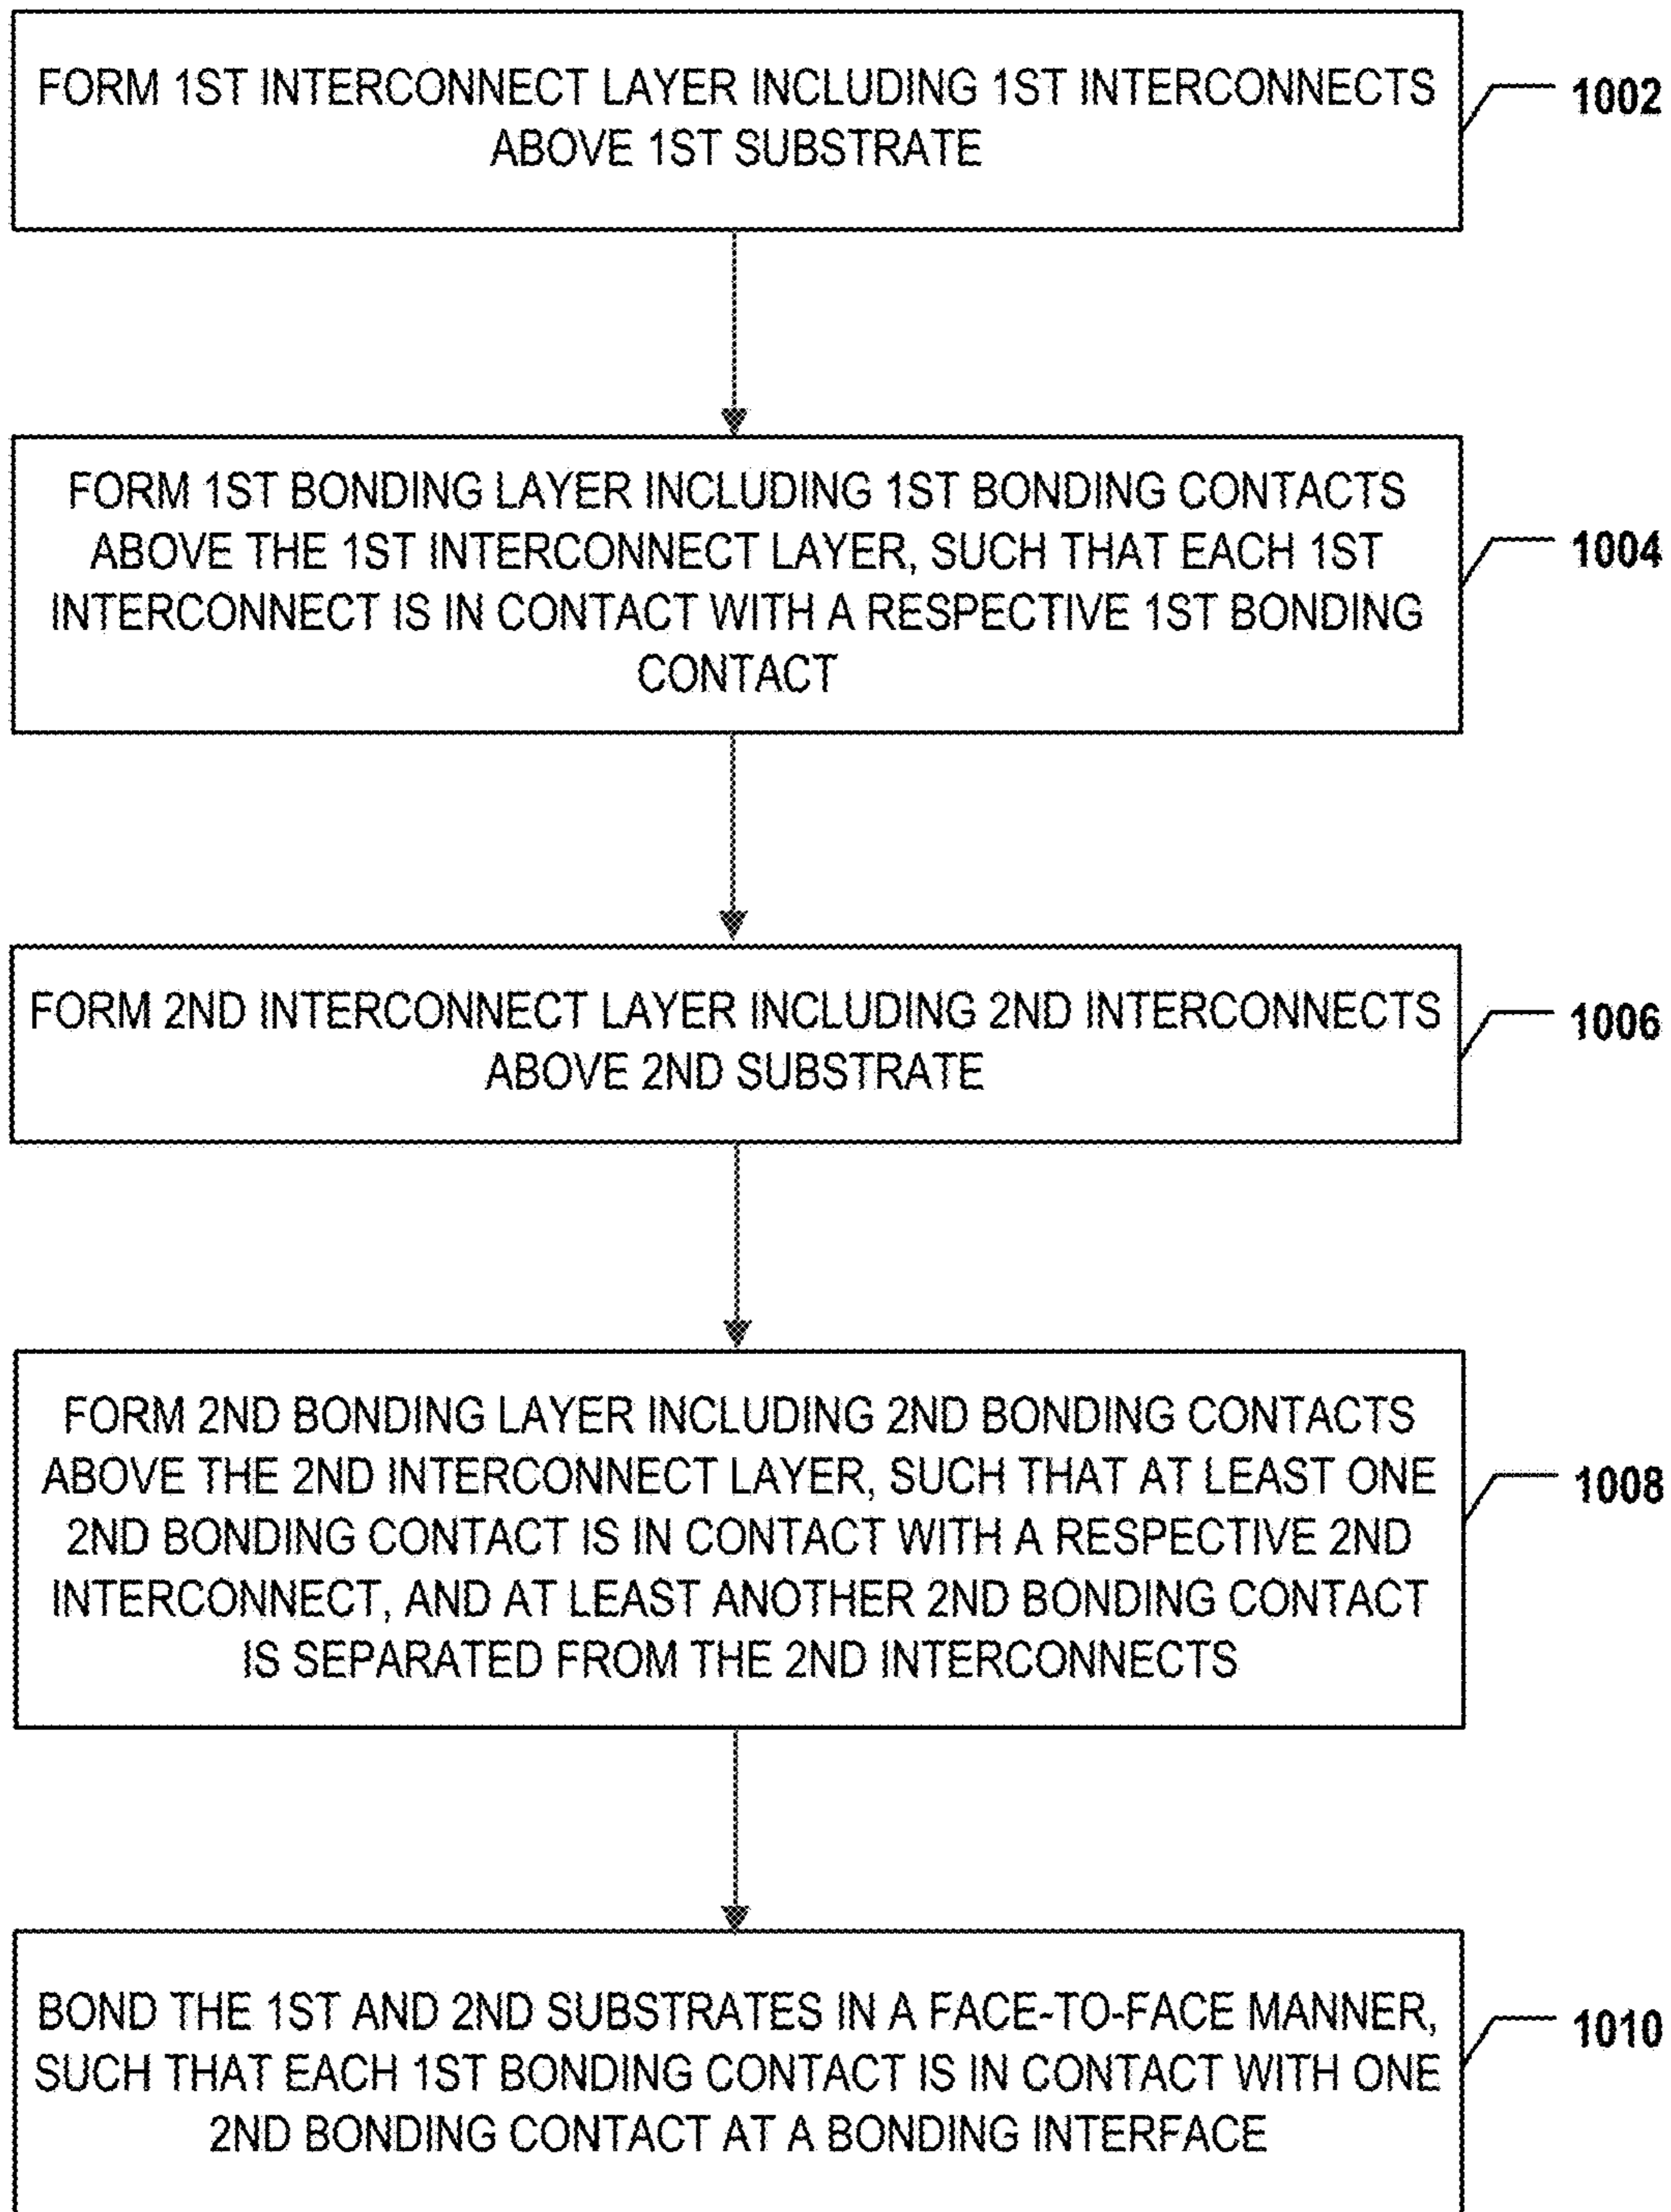 FORM 1ST INTERCONNECT LAYER INCLUDING 1ST INTERCONNECTS
ABOVE 1ST SUBSTRATE
1002
FORM 1ST BONDING LAYER INCLUDING 1ST BONDING CONTACTS
ABOVE THE 1ST INTERCONNECT LAYER, SUCH THAT EACH 1ST
INTERCONNECT IS IN CONTACT WITH A RESPECTIVE 1ST BONDING
CONTACT
1004
FORM 2ND INTERCONNECT LAYER INCLUDING 2ND INTERCONNECTS
ABOVE 2ND SUBSTRATE
1006
FORM 2ND BONDING LAYER INCLUDING 2ND BONDING CONTACTS
ABOVE THE 2ND INTERCONNECT LAYER, SUCH THAT AT LEAST ONE
2ND BONDING CONTACT IS IN CONTACT WITH A RESPECTIVE 2ND
INTERCONNECT, AND AT LEAST ANOTHER 2ND BONDING CONTACT
IS SEPARATED FROM THE 2ND INTERCONNECTS
1008
BOND THE 1ST AND 2ND SUBSTRATES IN A FACE-TO-FACE MANNER,
SUCH THAT EACH 1ST BONDING CONTACT IS IN CONTACT WITH ONE
2ND BONDING CONTACT AT A BONDING INTERFACE
1010